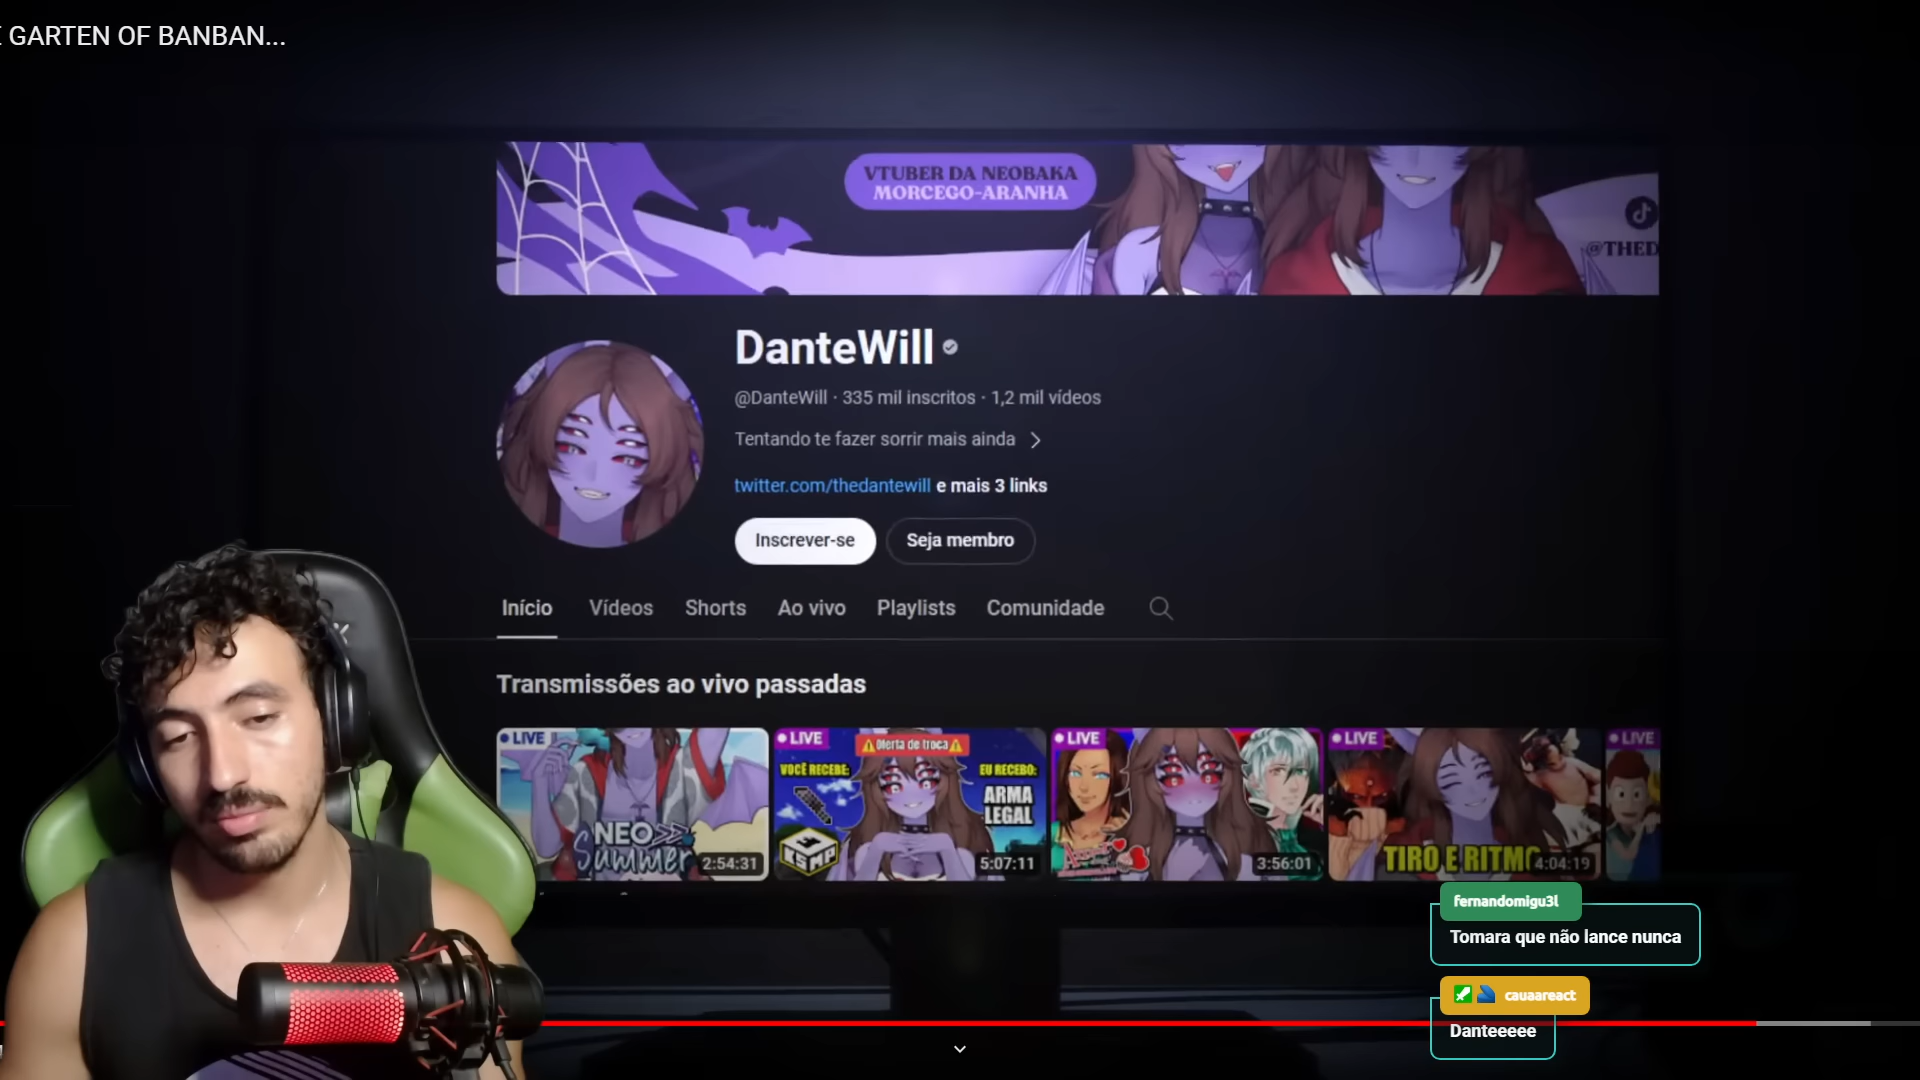 GARTEN OF BANBAN...
VTUBER DA NEOBAKA
MORCEGO-ARANHA
@THED
DanteWill
@DanteWill · 335 mil inscritos · 1,2 mil vídeos
Tentando te fazer sorrir mais ainda
twitter.com/thedantewill e mais 3 links
Inscrever-se
Seja membro
Início
Vídeos
Shorts
Ao vivo
Playlists
Comunidade
Transmissões ao vivo passadas
LIVE
NEO
Summer
2:54:31
LIVE
Oferta de troca
VOCÊ RECEBE:
EU RECEBO:
ARMA
LEGAL
KSMP
5:07:11
LIVE
3:56:01
LIVE
TIRO E RITMO
4:04:19
LIVE
fernandomigu3l
Tomara que não lance nunca
cauaareact
Danteeeee